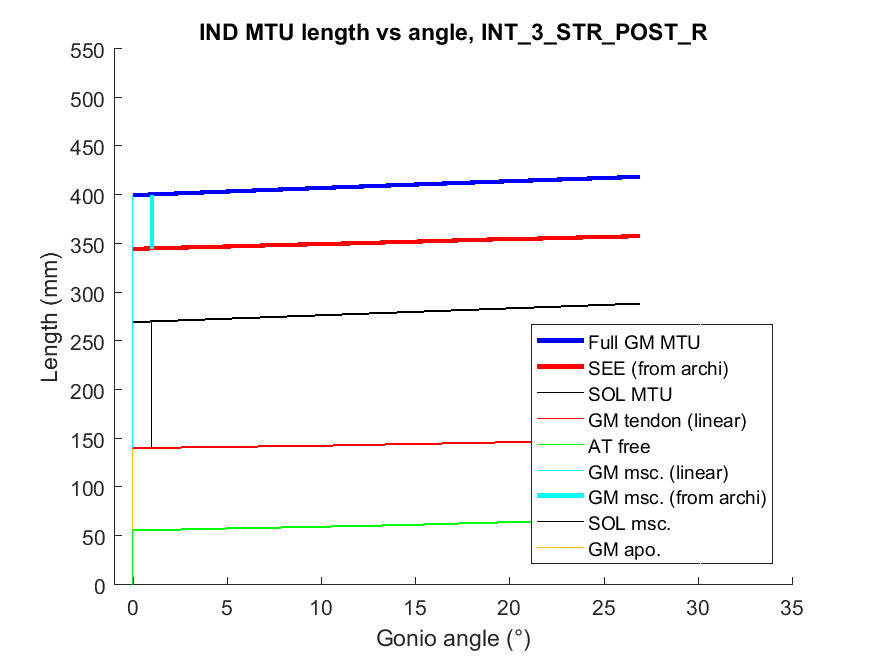 IND MTU length vs angle, INT_3_STR_POST_R
550
500
450
400
350
300
250
200
150
100
50
0
Length (mm)
Full GM MTU
SEE (from archi)
SOL MTU
GM tendon (linear)
AT free
GM msc. (linear)
GM msc. (from archi)
SOL msc.
GM apo.
0 5 10 15 20 25 30 35
Gonio angle (°)